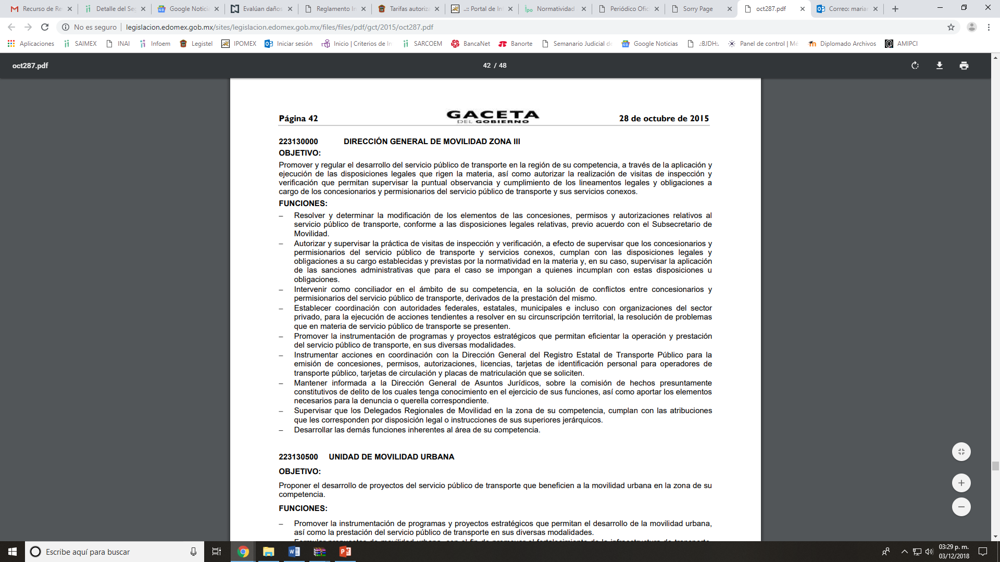 Recurso de Re
Detalle del Seg
Google Noticia
Evalúan daños
Reglamento In
Tarifas autoriza
..:: Portal de In
Normatividad
Periódico Ofic
Sorry Page
oct287.pdf
Correo: maria
No es seguro | legislacion.edomex.gob.mx/sites/legislacion.edomex.gob.mx/files/files/pdf/gct/2015/oct287.pdf
Aplicaciones SAIMEX INAI Infoem Legistel IPOMEX Iniciar sesión Inicio | Criterios de In SARCOEM BancaNet Banorte Semanario Judicial de Google Noticias .:BJDH:. Panel de control | Mé Diplomado Archivos AMIPCI
oct287.pdf 42 / 48
Página 42 GACETA DEL GOBIERNO 28 de octubre de 2015
223130000 DIRECCIÓN GENERAL DE MOVILIDAD ZONA III
OBJETIVO:
Promover y regular el desarrollo del servicio público de transporte en la región de su competencia, a través de la aplicación y
ejecución de las disposiciones legales que rigen la materia, así como autorizar la realización de visitas de inspección y
verificación que permitan supervisar la puntual observancia y cumplimiento de los lineamentos legales y obligaciones a
cargo de los concesionarios y permisionarios del servicio público de transporte y sus servicios conexos.
FUNCIONES:
– Resolver y determinar la modificación de los elementos de las concesiones, permisos y autorizaciones relativos al
servicio público de transporte, conforme a las disposiciones legales relativas, previo acuerdo con el Subsecretario de
Movilidad.
– Autorizar y supervisar la práctica de visitas de inspección y verificación, a efecto de supervisar que los concesionarios y
permisionarios del servicio público de transporte y servicios conexos, cumplan con las disposiciones legales y
obligaciones a su cargo establecidas y previstas por la normatividad en la materia y, en su caso, supervisar la aplicación
de las sanciones administrativas que para el caso se impongan a quienes incumplan con estas disposiciones u
obligaciones.
– Intervenir como conciliador en el ámbito de su competencia, en la solución de conflictos entre concesionarios y
permisionarios del servicio público de transporte, derivados de la prestación del mismo.
– Establecer coordinación con autoridades federales, estatales, municipales e incluso con organizaciones del sector
privado, para la ejecución de acciones tendientes a resolver en su circunscripción territorial, la resolución de problemas
que en materia de servicio público de transporte se presenten.
– Promover la instrumentación de programas y proyectos estratégicos que permitan eficientar la operación y prestación
del servicio público de transporte, en sus diversas modalidades.
– Instrumentar acciones en coordinación con la Dirección General del Registro Estatal de Transporte Público para la
emisión de concesiones, permisos, autorizaciones, licencias, tarjetas de identificación personal para operadores de
transporte público, tarjetas de circulación y placas de matriculación que se soliciten.
– Mantener informada a la Dirección General de Asuntos Jurídicos, sobre la comisión de hechos presuntamente
constitutivos de delito de los cuales tenga conocimiento en el ejercicio de sus funciones, así como aportar los elementos
necesarios para la denuncia o querella correspondiente.
– Supervisar que los Delegados Regionales de Movilidad en la zona de su competencia, cumplan con las atribuciones
que les corresponden por disposición legal o instrucciones de sus superiores jerárquicos.
– Desarrollar las demás funciones inherentes al área de su competencia.
223130500 UNIDAD DE MOVILIDAD URBANA
OBJETIVO:
Proponer el desarrollo de proyectos del servicio público de transporte que beneficien a la movilidad urbana en la zona de su
competencia.
FUNCIONES:
– Promover la instrumentación de programas y proyectos estratégicos que permitan el desarrollo de la movilidad urbana,
así como la prestación del servicio público de transporte en sus diversas modalidades.
Escribe aquí para buscar
03:29 p. m.
03/12/2018